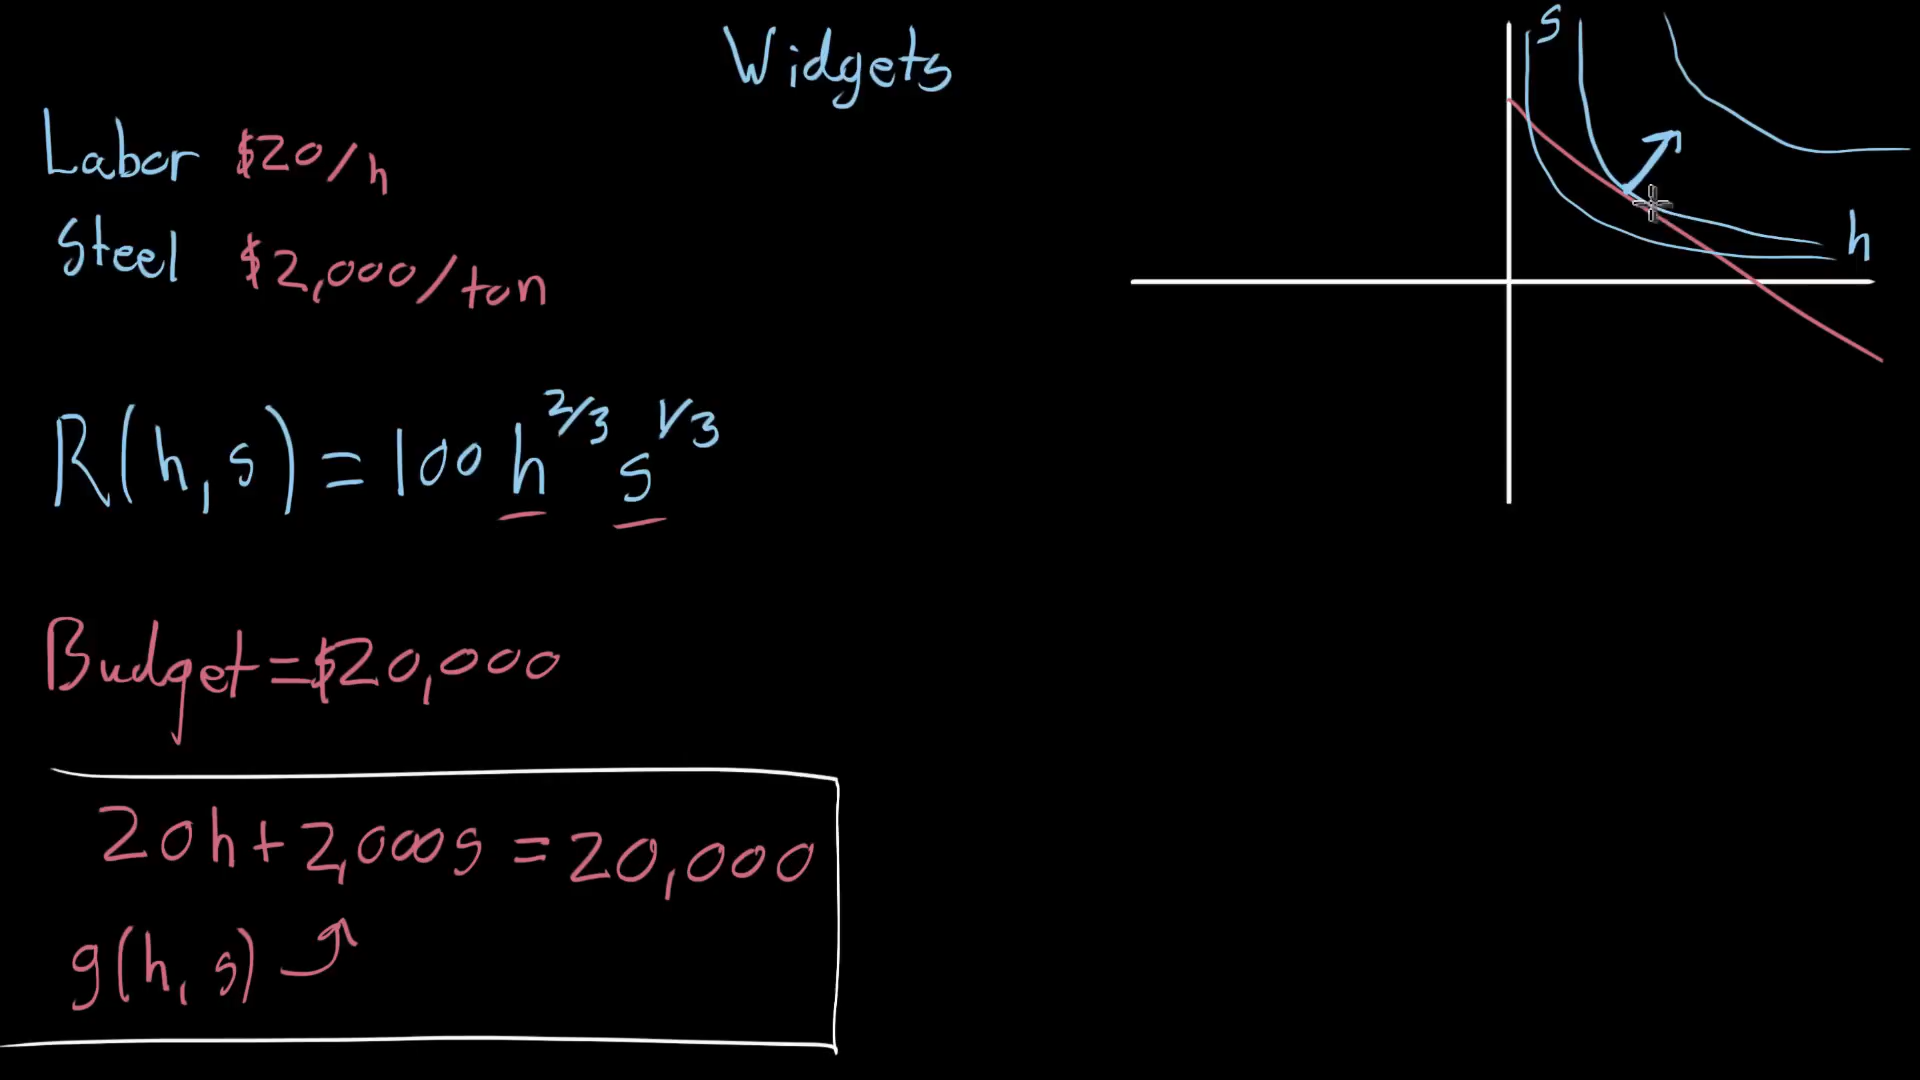 Widgets
Labor $20/h
Steel $2,000/ton
R(h,s)=100h^2/3 s^1/3
Budget=$20,000
20h+2,000s=20,000
g(h,s)
s
h